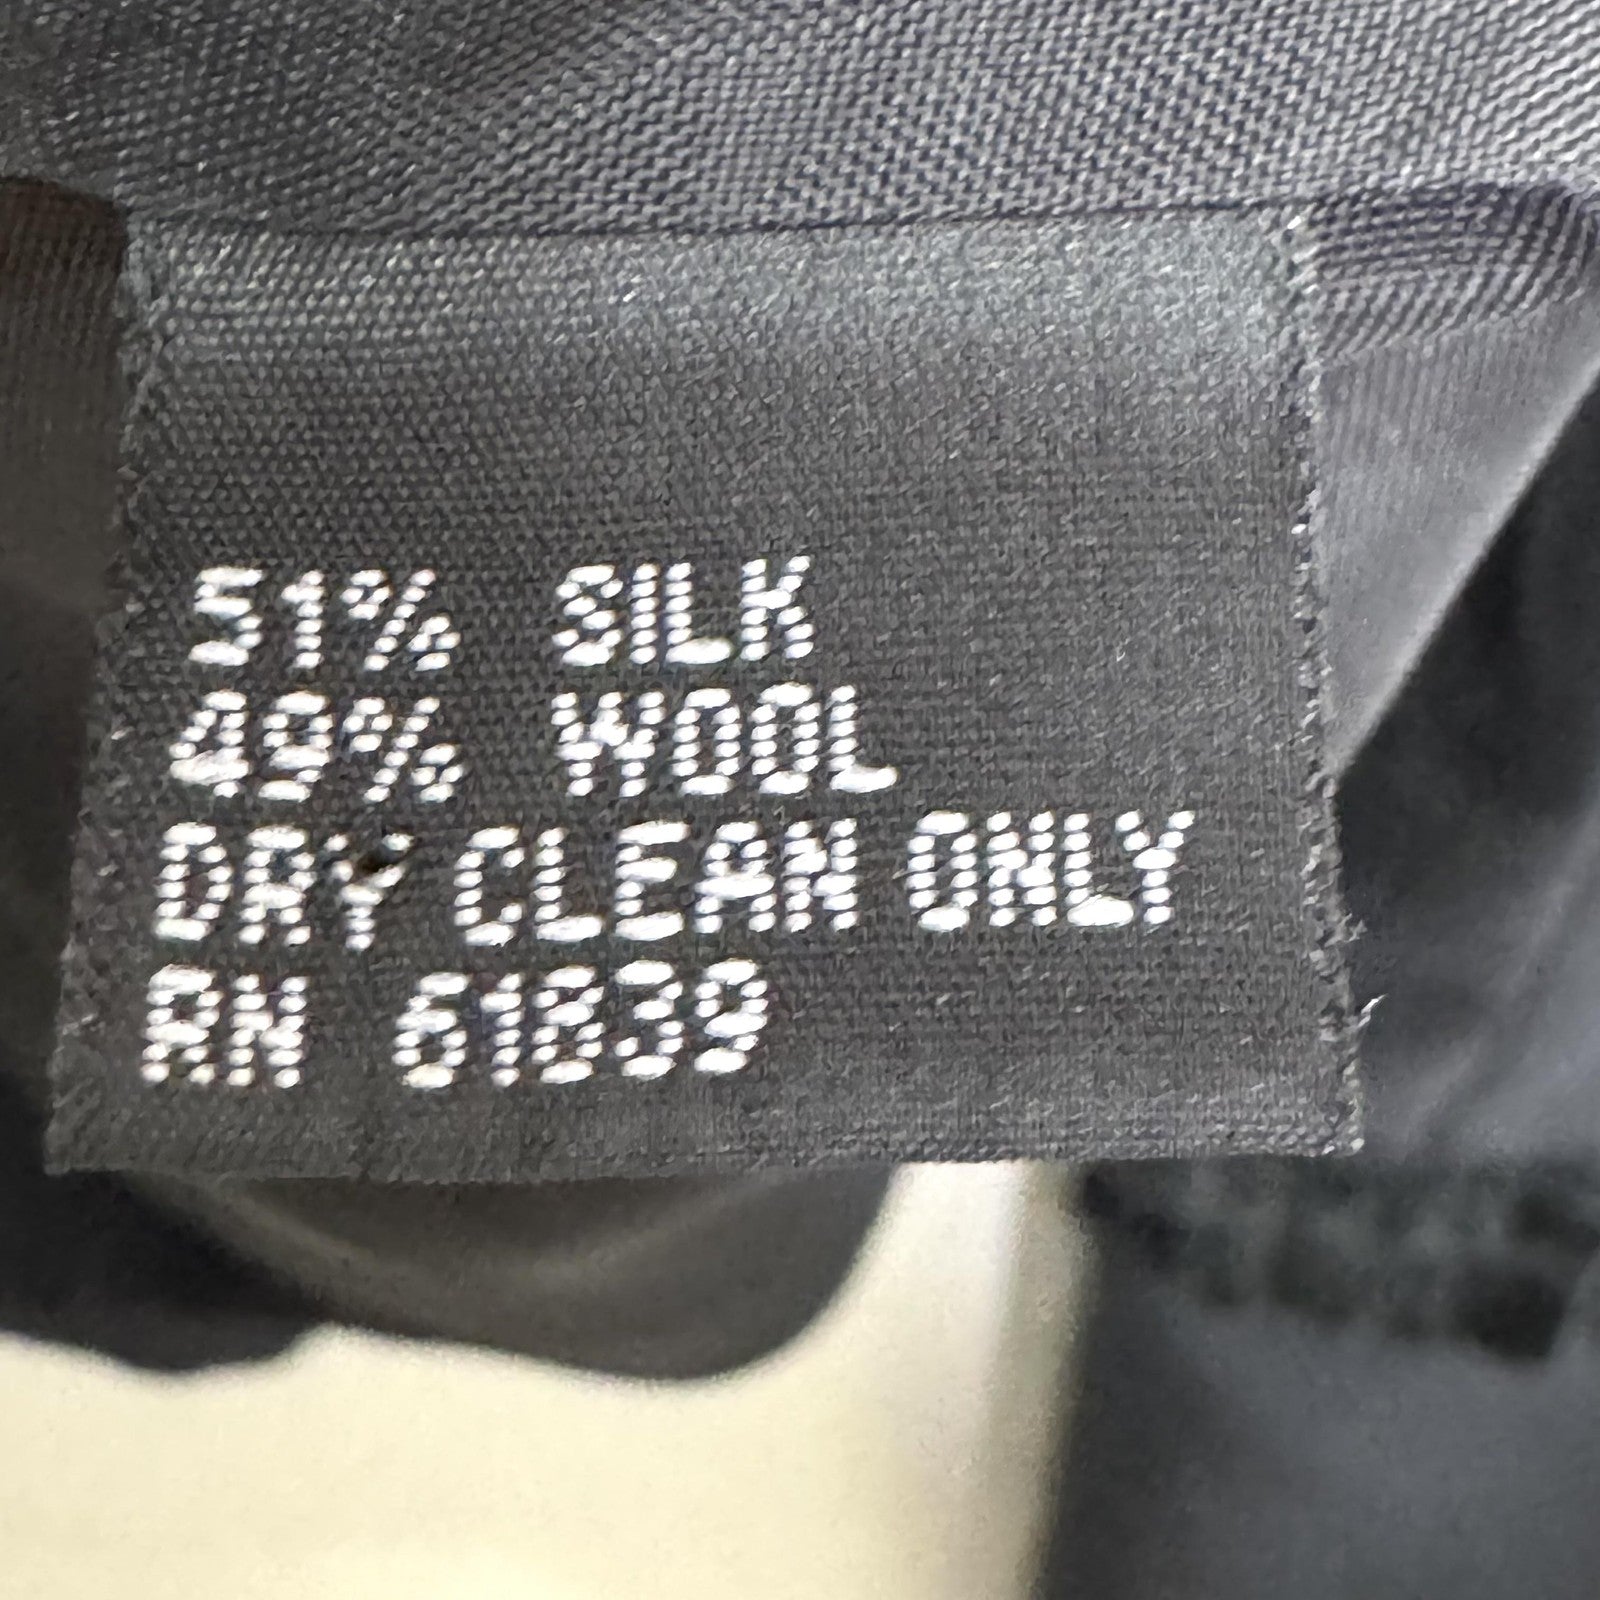 51% SILK
49% WOOL
DRY CLEAN ONLY
RN 61839